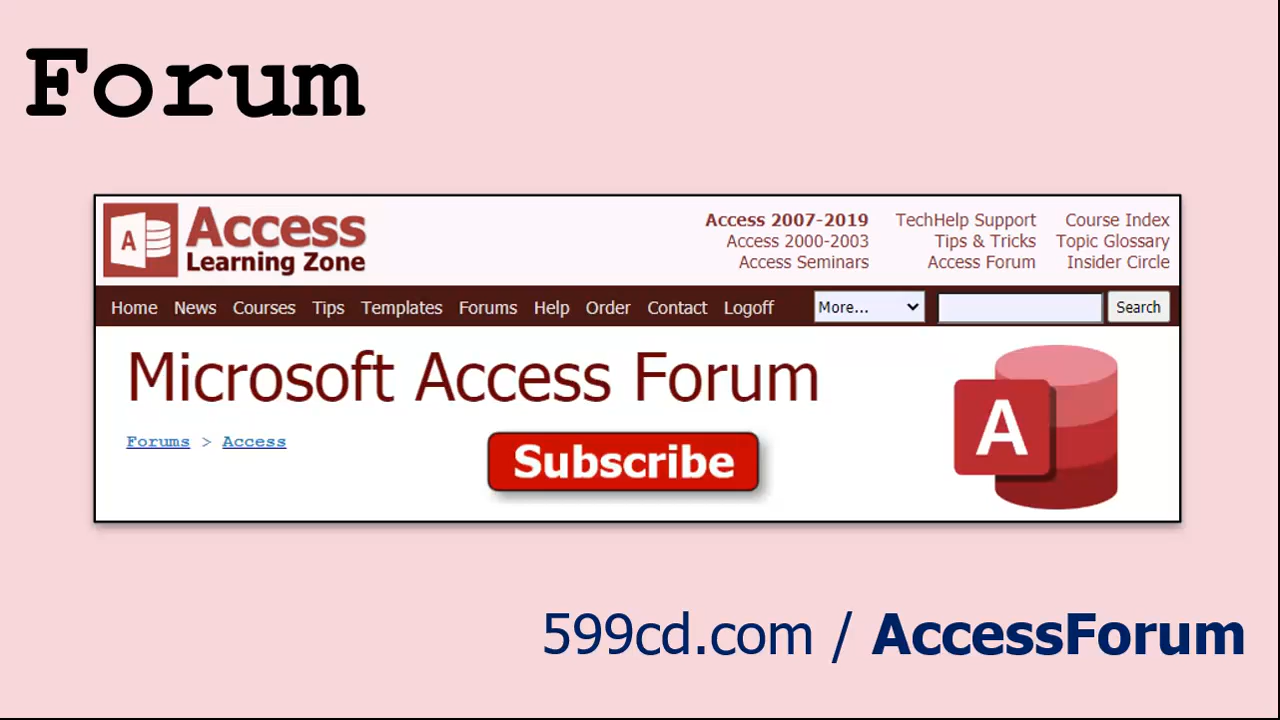 Forum
A Access
Learning Zone
Access 2007-2019 TechHelp Support Course Index
Access 2000-2003 Tips & Tricks Topic Glossary
Access Seminars Access Forum Insider Circle
Home News Courses Tips Templates Forums Help Order Contact Logoff More... Search
Microsoft Access Forum
Forums > Access
Subscribe
A
599cd.com / AccessForum